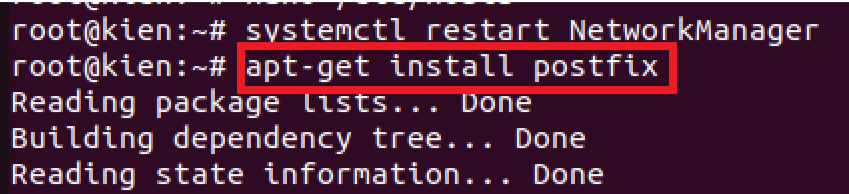 root@kien:~# systemctl restart NetworkManager
root@kien:~# apt-get install postfix
Reading package lists... Done
Building dependency tree... Done
Reading state information... Done